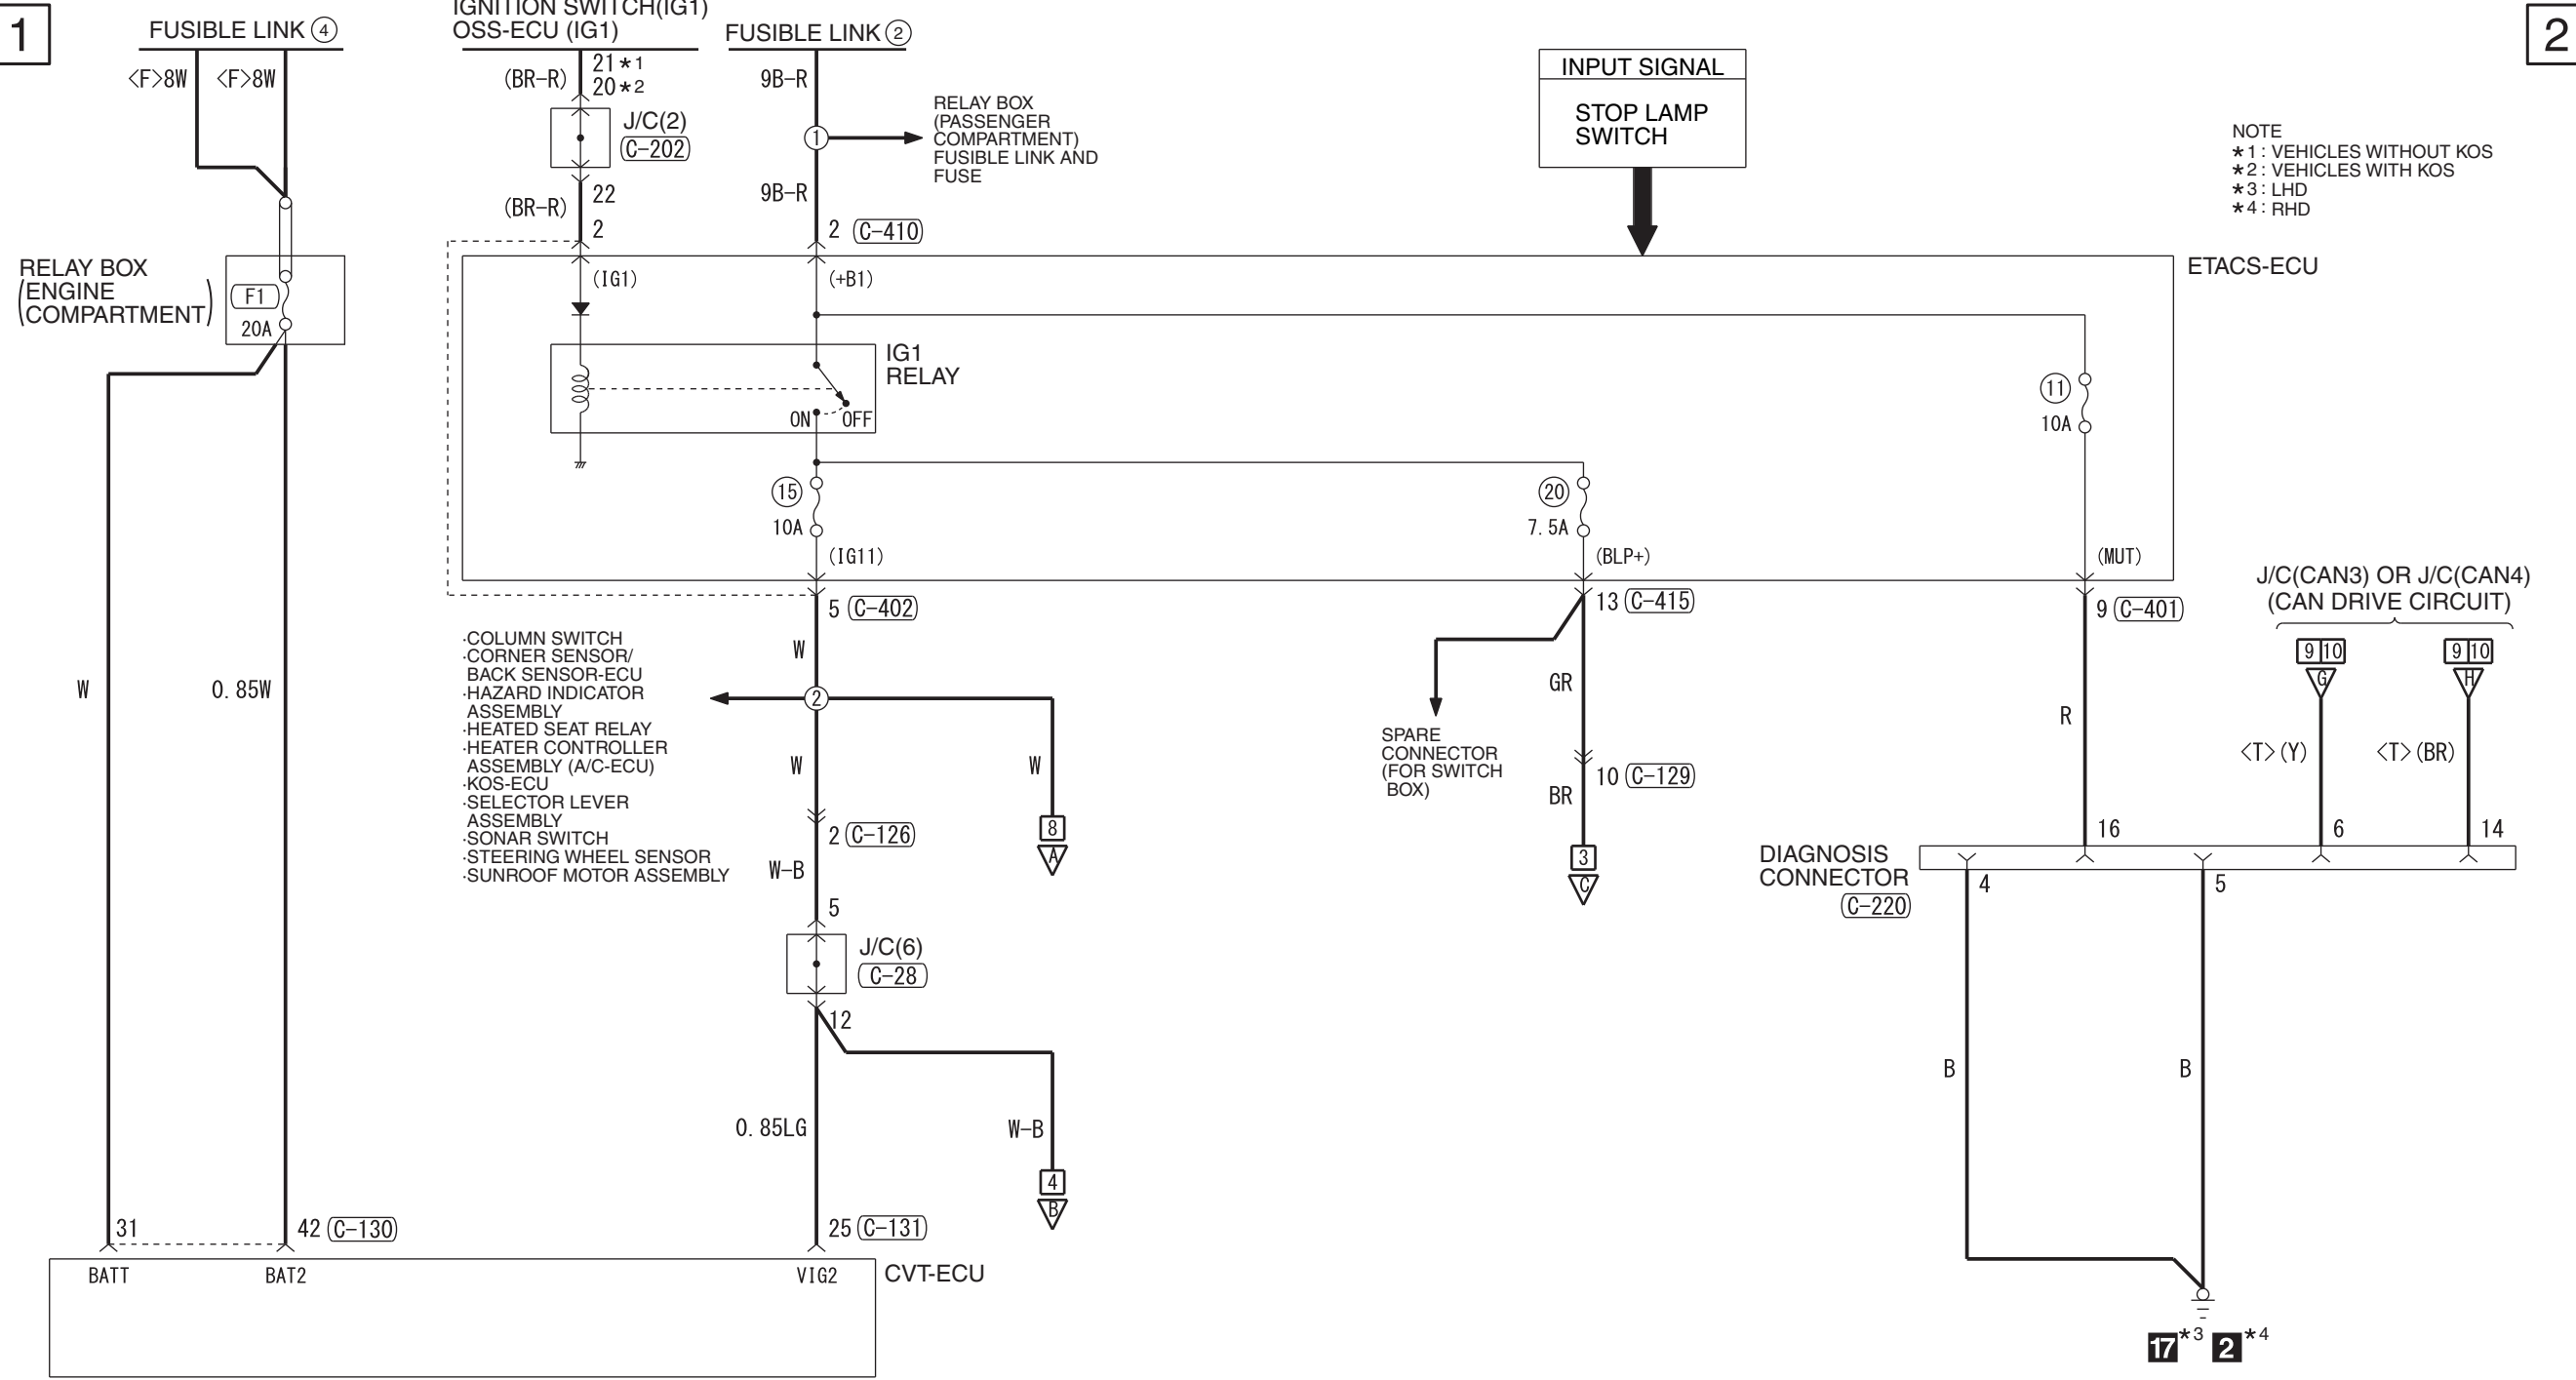 1
FUSIBLE LINK ④
IGNITION SWITCH(IG1)
OSS-ECU (IG1)
FUSIBLE LINK ②
2
<F>8W
<F>8W
(BR-R)
21*1
20*2
J/C(2)
C-202
(BR-R)
22
2
9B-R
1
RELAY BOX
(PASSENGER
COMPARTMENT)
FUSIBLE LINK AND
FUSE
9B-R
2 C-410
INPUT SIGNAL
STOP LAMP
SWITCH
NOTE
*1: VEHICLES WITHOUT KOS
*2: VEHICLES WITH KOS
*3: LHD
*4: RHD
RELAY BOX
(ENGINE
COMPARTMENT)
F1
20A
(IG1)
(+B1)
ETACS-ECU
IG1
RELAY
ON
OFF
11
10A
15
10A
20
7.5A
(IG11)
(BLP+)
(MUT)
5 C-402
13 C-415
9 C-401
J/C(CAN3) OR J/C(CAN4)
(CAN DRIVE CIRCUIT)
9 10
G
9 10
H
·COLUMN SWITCH
·CORNER SENSOR/
BACK SENSOR-ECU
·HAZARD INDICATOR
ASSEMBLY
·HEATED SEAT RELAY
·HEATER CONTROLLER
ASSEMBLY (A/C-ECU)
·KOS-ECU
·SELECTOR LEVER
ASSEMBLY
·SONAR SWITCH
·STEERING WHEEL SENSOR
·SUNROOF MOTOR ASSEMBLY
W
2
W
W
8
A
2 C-126
W-B
5
J/C(6)
C-28
12
W
0.85W
SPARE
CONNECTOR
(FOR SWITCH
BOX)
GR
10 C-129
BR
3
C
R
<T>(Y)
<T>(BR)
16
6
14
DIAGNOSIS
CONNECTOR
C-220
4
5
B
B
0.85LG
W-B
4
B
31
42 C-130
25 C-131
BATT
BAT2
VIG2
CVT-ECU
17*3 2*4